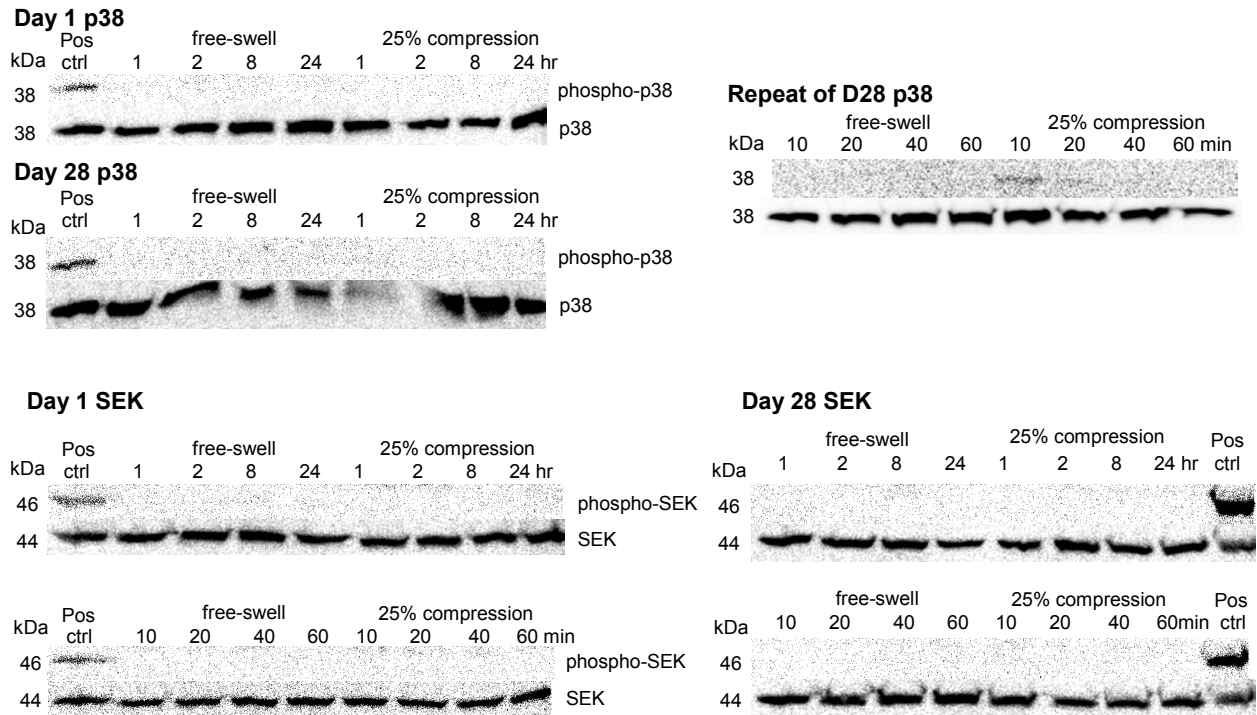 Day 1 p38
Pos free-swell 25% compression
kDa ctrl 1 2 8 24 1 2 8 24 hr
38 phospho-p38
38 p38
Day 28 p38
Pos free-swell 25% compression
kDa ctrl 1 2 8 24 1 2 8 24 hr
38 phospho-p38
38 p38
Repeat of D28 p38
free-swell 25% compression
kDa 10 20 40 60 10 20 40 60 min
38
38
Day 1 SEK
Pos free-swell 25% compression
kDa ctrl 1 2 8 24 1 2 8 24 hr
46 phospho-SEK
44 SEK
Pos free-swell 25% compression
kDa ctrl 10 20 40 60 10 20 40 60 min
46 phospho-SEK
44 SEK
Day 28 SEK
free-swell 25% compression Pos
kDa 1 2 8 24 1 2 8 24 hr ctrl
46
44
free-swell 25% compression Pos
kDa 10 20 40 60 10 20 40 60min ctrl
46
44